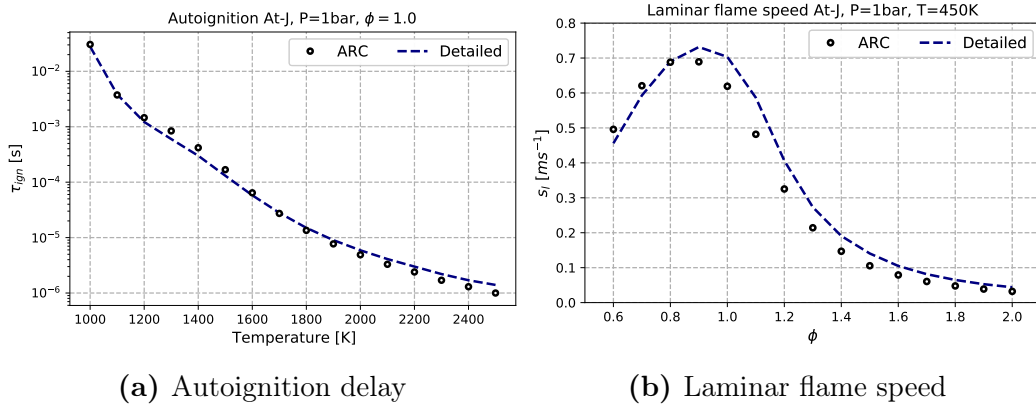 Autoignition At-J, P=1bar, ϕ = 1.0
ARC
Detailed
10⁻²
10⁻³
10⁻⁴
10⁻⁵
10⁻⁶
τ_ign [s]
1000 1200 1400 1600 1800 2000 2200 2400
Temperature [K]
(a) Autoignition delay
Laminar flame speed At-J, P=1bar, T=450K
ARC
Detailed
0.8
0.7
0.6
0.5
0.4
0.3
0.2
0.1
0.0
s_l [ms⁻¹]
0.6 0.8 1.0 1.2 1.4 1.6 1.8 2.0
ϕ
(b) Laminar flame speed